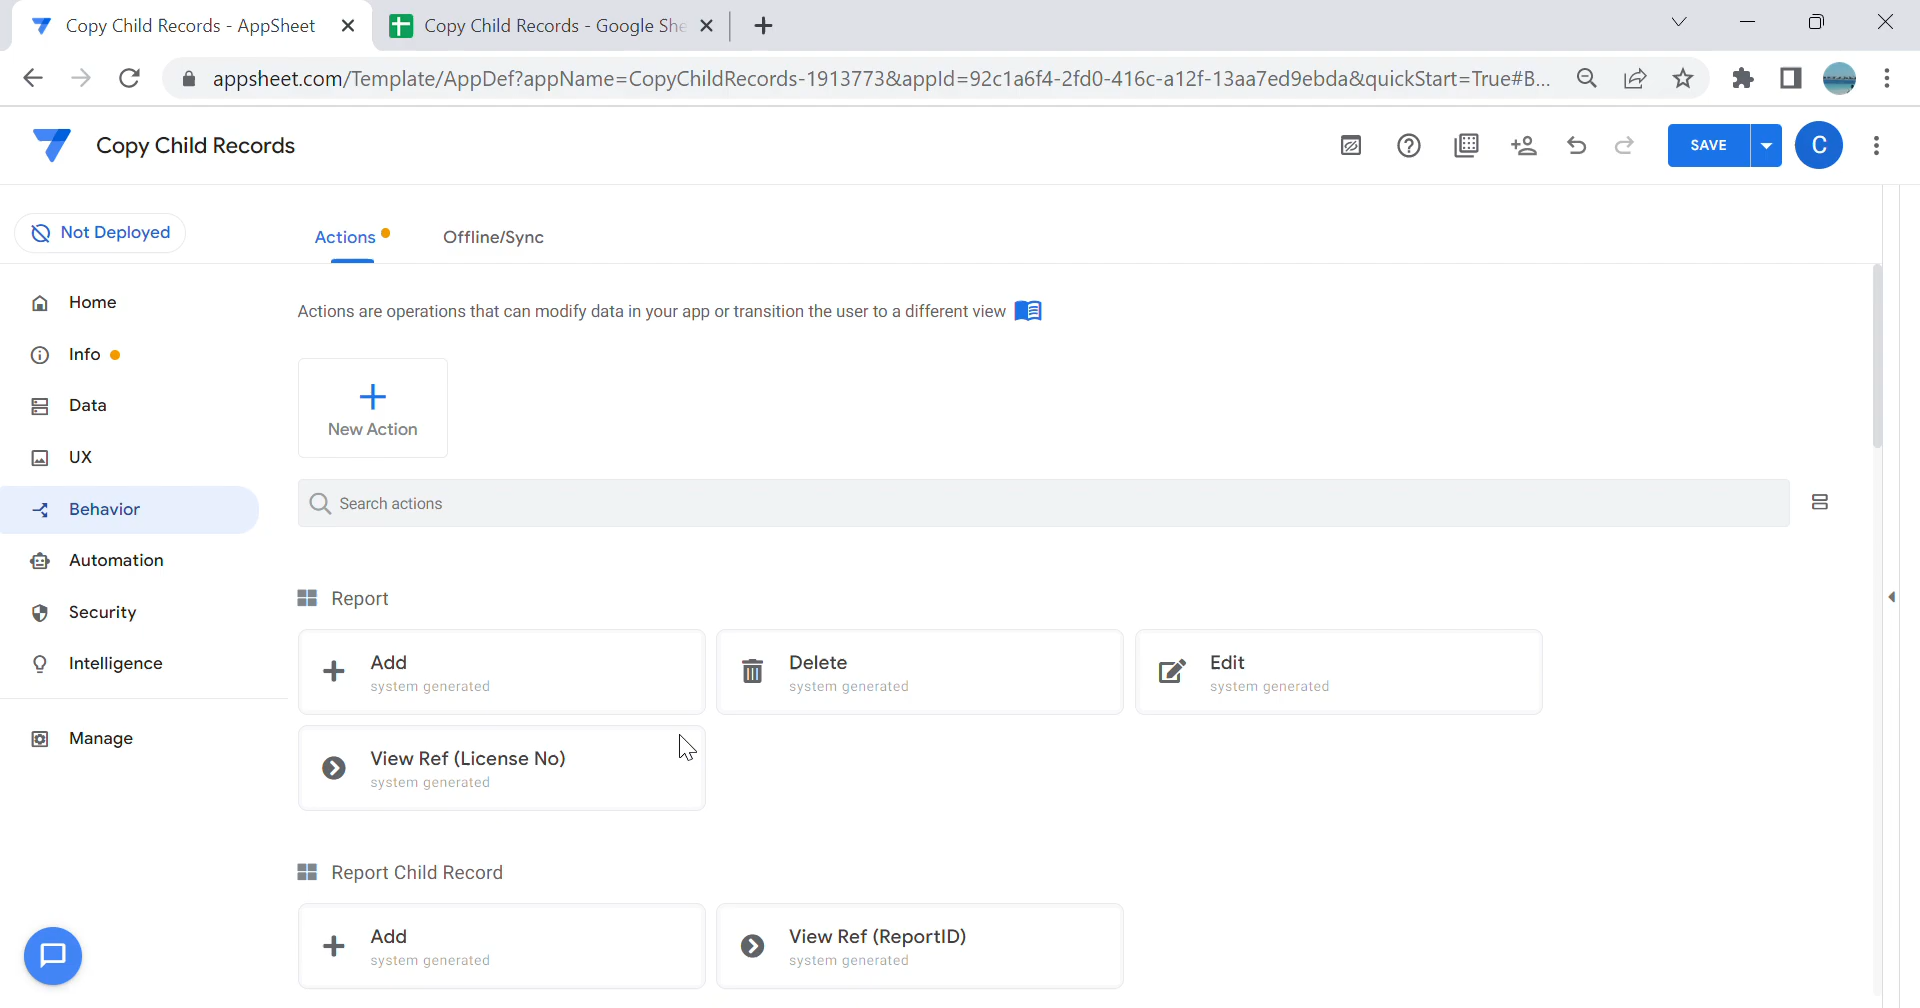 Copy Child Records - AppSheet
Copy Child Records - Google She
appsheet.com/Template/AppDef?appName=CopyChildRecords-1913773&appId=92c1a6f4-2fd0-416c-a12f-13aa7ed9ebda&quickStart=True#B...
Copy Child Records
SAVE
C
Not Deployed
Actions
Offline/Sync
Home
Info
Data
UX
Behavior
Automation
Security
Intelligence
Manage
Actions are operations that can modify data in your app or transition the user to a different view
New Action
Search actions
Report
Add
system generated
Delete
system generated
Edit
system generated
View Ref (License No)
system generated
Report Child Record
Add
system generated
View Ref (ReportID)
system generated